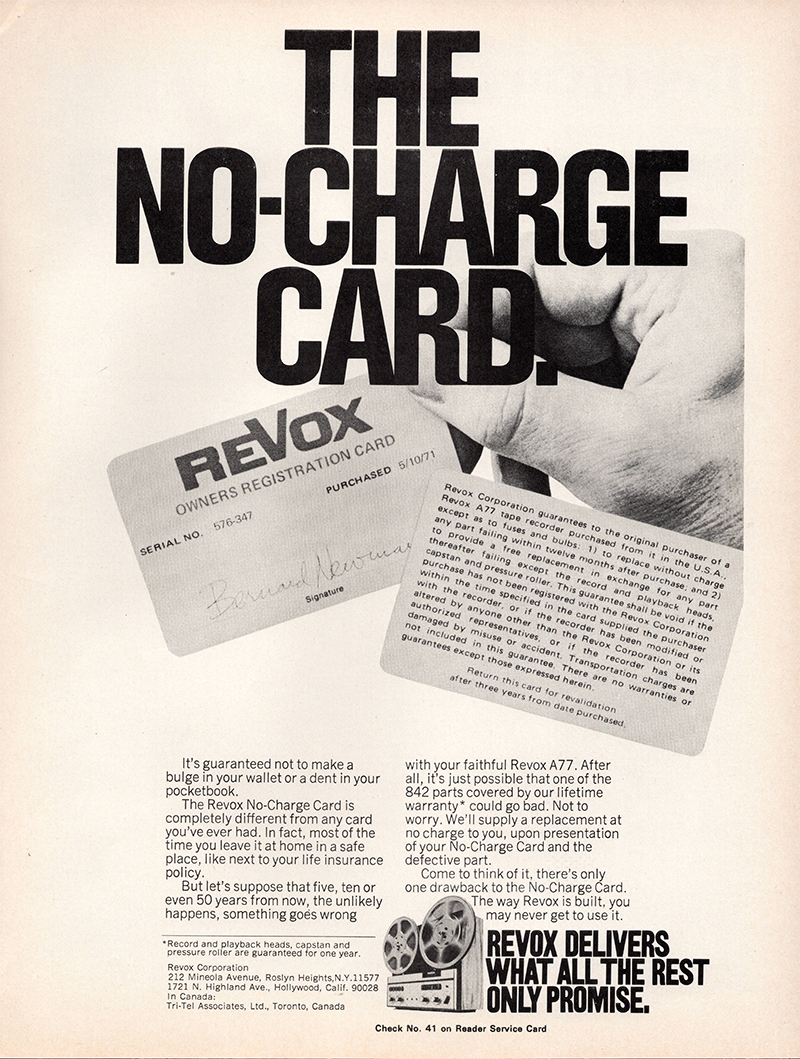 THE
NO-CHARGE
CARD.
REVOX
OWNERS REGISTRATION CARD
PURCHASED 5/10/71
SERIAL NO. 576-347
Bernard Newman
Signature
Revox Corporation guarantees to the original purchaser of a
Revox A77 tape recorder purchased from it in the U.S.A.,
except as to fuses and bulbs: 1) to replace without charge
any part failing within twelve months after purchase; and 2)
to provide a free replacement in exchange for any part
thereafter failing except the record and playback heads,
capstan and pressure roller. This guarantee shall be void if the
purchase has not been registered with the Revox Corporation
within the time specified in the card supplied the purchaser
with the recorder, or if the recorder has been modified or
altered by anyone other than the Revox Corporation or its
authorized representatives, or if the recorder has been
damaged by misuse or accident. Transportation charges are
not included in this guarantee. There are no warranties or
guarantees except those expressed herein.
Return this card for revalidation
after three years from date purchased.
It's guaranteed not to make a
bulge in your wallet or a dent in your
pocketbook.
The Revox No-Charge Card is
completely different from any card
you've ever had. In fact, most of the
time you leave it at home in a safe
place, like next to your life insurance
policy.
But let's suppose that five, ten or
even 50 years from now, the unlikely
happens, something goes wrong
with your faithful Revox A77. After
all, it's just possible that one of the
842 parts covered by our lifetime
warranty* could go bad. Not to
worry. We'll supply a replacement at
no charge to you, upon presentation
of your No-Charge Card and the
defective part.
Come to think of it, there's only
one drawback to the No-Charge Card.
The way Revox is built, you
may never get to use it.
*Record and playback heads, capstan and
pressure roller are guaranteed for one year.
Revox Corporation
212 Mineola Avenue, Roslyn Heights,N.Y.11577
1721 N. Highland Ave., Hollywood, Calif. 90028
In Canada:
Tri-Tel Associates, Ltd., Toronto, Canada
REVOX DELIVERS
WHAT ALL THE REST
ONLY PROMISE.
Check No. 41 on Reader Service Card